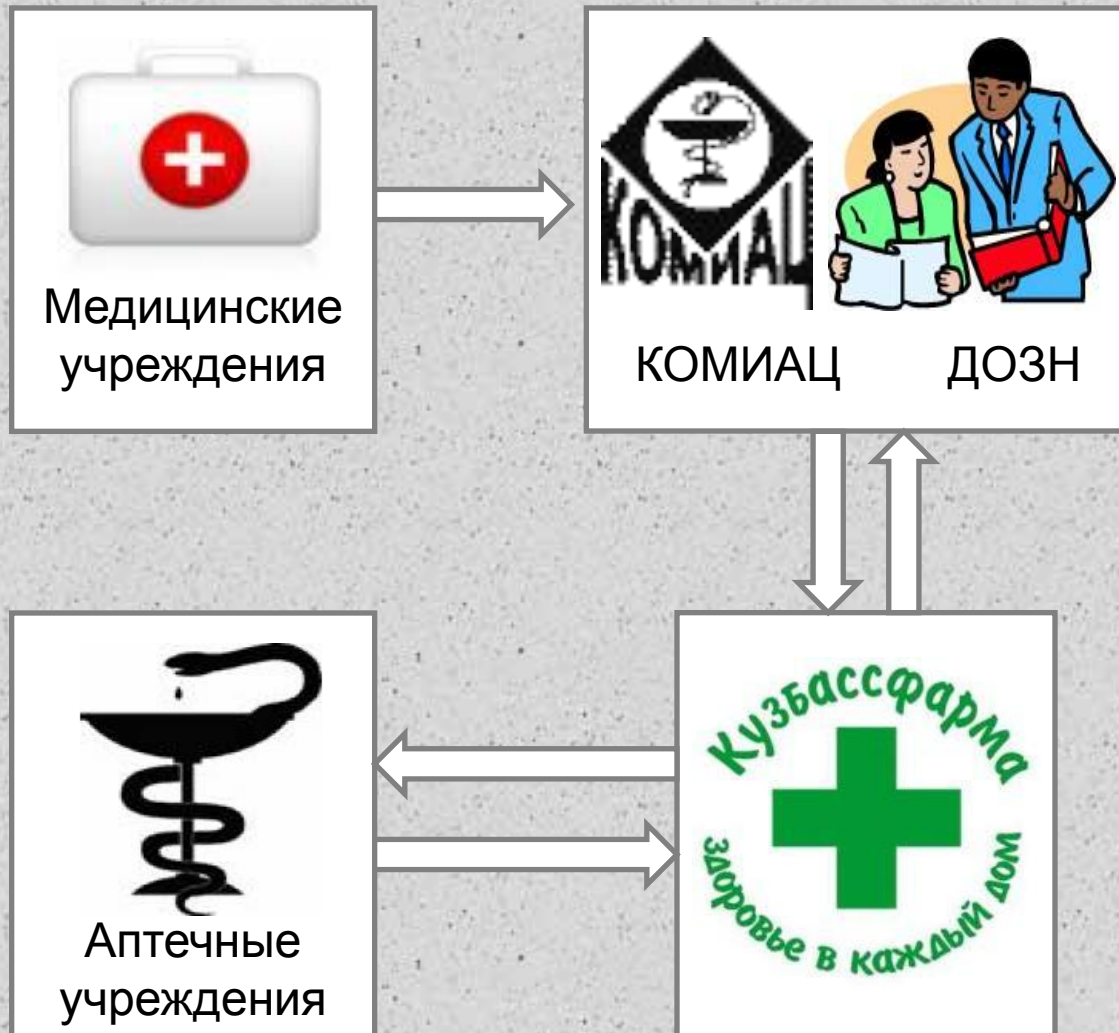 Медицинские
учреждения
КОМИАЦ
КОМИАЦ ДОЗН
Аптечные
учреждения
Кузбассфарма
здоровье в каждый дом